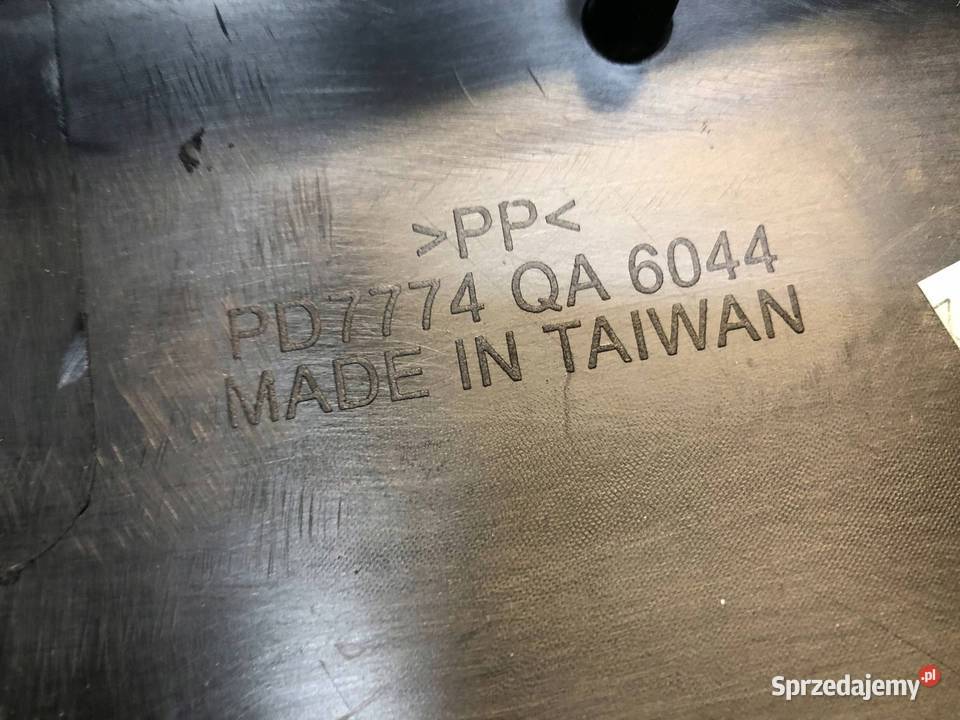 >PP<
PD7774 QA 6044
MADE IN TAIWAN
Sprzedajemy.pl